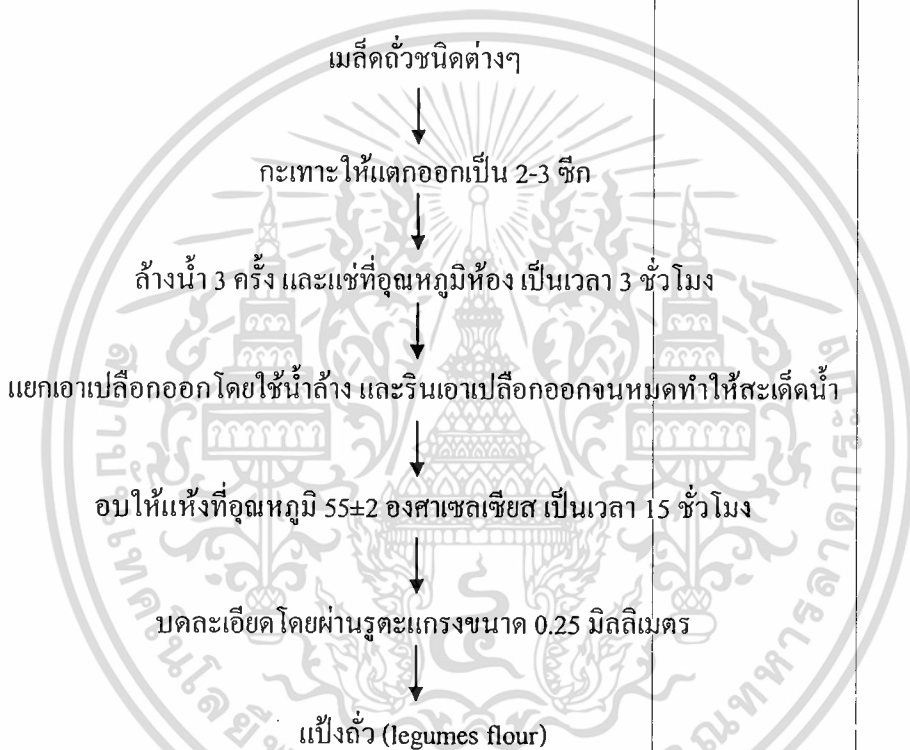 เมล็ดถั่วชนิดต่างๆ
กะเทาะให้แตกออกเป็น 2-3 ซีก
ล้างน้ำ 3 ครั้ง และแช่ที่อุณหภูมิห้อง เป็นเวลา 3 ชั่วโมง
แยกเอาเปลือกออกโดยใช้น้ำล้าง และรินเอาเปลือกออกจนหมดทำให้สะเด็ดน้ำ
อบให้แห้งที่อุณหภูมิ 55±2 องศาเซลเซียส เป็นเวลา 15 ชั่วโมง
บดละเอียดโดยผ่านรูตะแกรงขนาด 0.25 มิลลิเมตร
แป้งถั่ว (legumes flour)